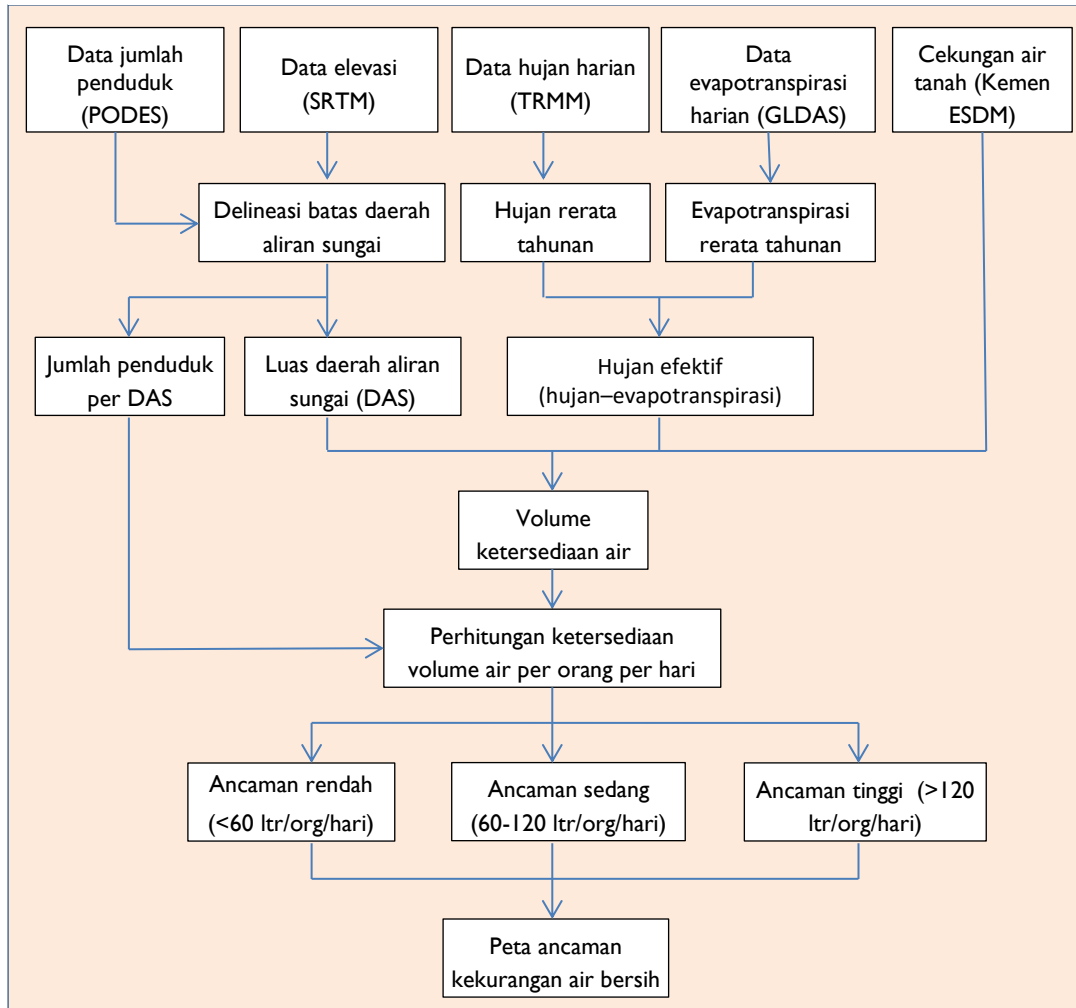 Data jumlah
penduduk
(PODES)
Data elevasi
(SRTM)
Data hujan harian
(TRMM)
Data
evapotranspirasi
harian (GLDAS)
Cekungan air
tanah (Kemen
ESDM)
Delineasi batas daerah
aliran sungai
Hujan rerata
tahunan
Evapotranspirasi
rerata tahunan
Jumlah penduduk
per DAS
Luas daerah aliran
sungai (DAS)
Hujan efektif
(hujan–evapotranspirasi)
Volume
ketersediaan air
Perhitungan ketersediaan
volume air per orang per hari
Ancaman rendah
(<60 ltr/org/hari)
Ancaman sedang
(60-120 ltr/org/hari)
Ancaman tinggi (>120
ltr/org/hari)
Peta ancaman
kekurangan air bersih